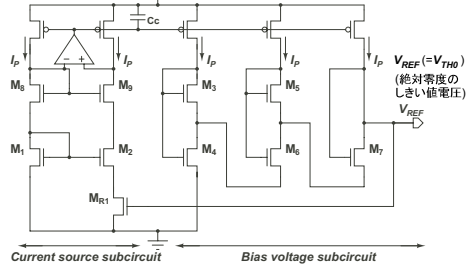 Cc
I_P I_P I_P I_P I_P
− +
V_REF (=V_TH0)
(絶対零度の
しきい値電圧)
V_REF
M8 M9 M3 M5
M1 M2 M4 M6 M7
MR1
Current source subcircuit Bias voltage subcircuit